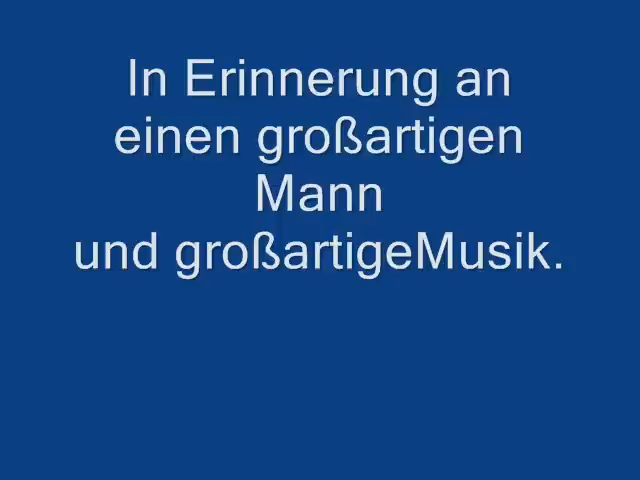 In Erinnerung an
einen großartigen
Mann
und großartigeMusik.